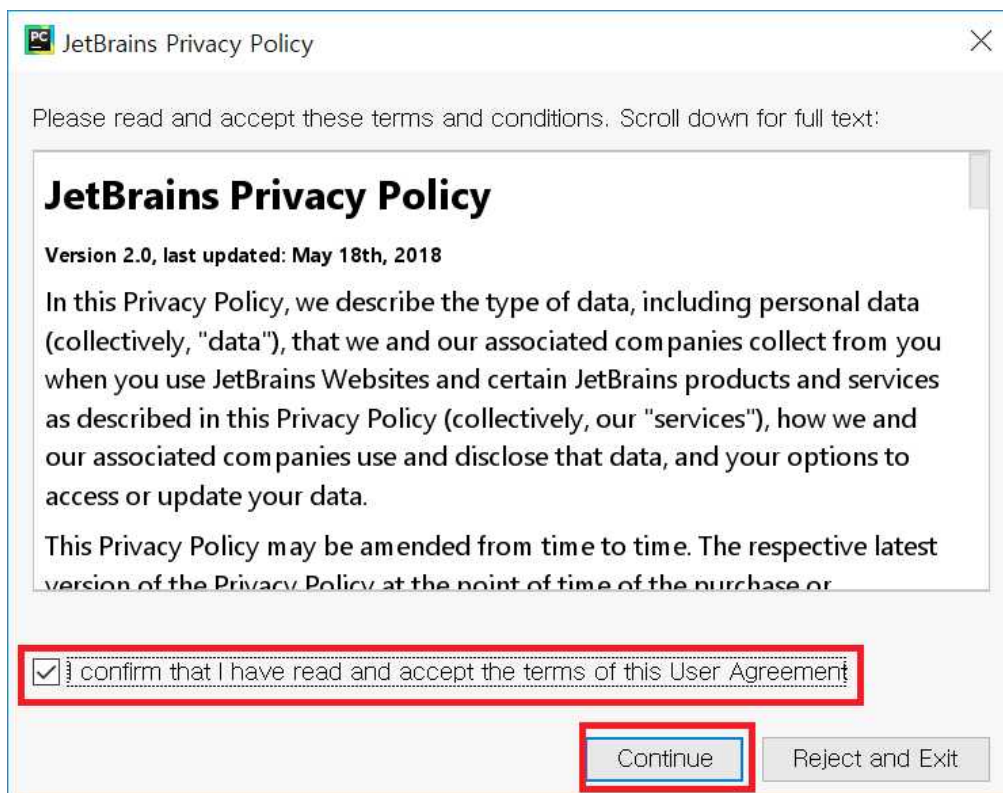 PC
JetBrains Privacy Policy
Please read and accept these terms and conditions. Scroll down for full text:
JetBrains Privacy Policy
Version 2.0, last updated: May 18th, 2018
In this Privacy Policy, we describe the type of data, including personal data
(collectively, "data"), that we and our associated companies collect from you
when you use JetBrains Websites and certain JetBrains products and services
as described in this Privacy Policy (collectively, our "services"), how we and
our associated companies use and disclose that data, and your options to
access or update your data.
This Privacy Policy may be amended from time to time. The respective latest
version of the Privacy Policy at the point of time of the purchase or
I confirm that I have read and accept the terms of this User Agreement
Continue
Reject and Exit